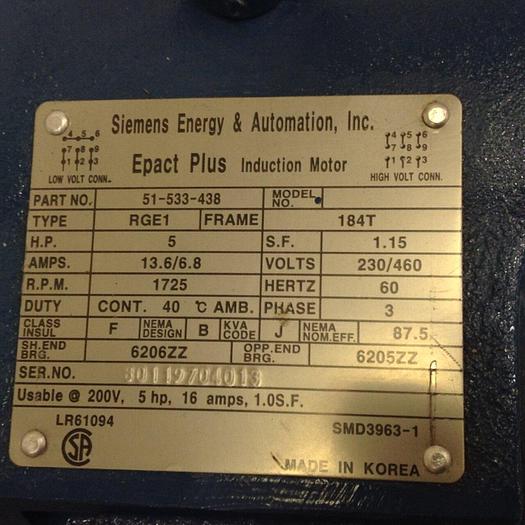 Siemens Energy & Automation, Inc.
Epact Plus Induction Motor
4 5 6
7 8 9
1 2 3
LOW VOLT CONN.
4 5 6
7 8 9
1 2 3
HIGH VOLT CONN.
PART NO. 51-533-438 MODEL NO.
TYPE RGE1 FRAME 184T
H.P. 5 S.F. 1.15
AMPS. 13.6/6.8 VOLTS 230/460
R.P.M. 1725 HERTZ 60
DUTY CONT. 40 °C AMB. PHASE 3
CLASS INSUL F NEMA DESIGN B KVA CODE J NEMA NOM.EFF. 87.5
SH.END BRG. 6206ZZ OPP.END BRG. 6205ZZ
SER.NO.
Usable @ 200V, 5 hp, 16 amps, 1.0S.F.
LR61094
SA
SMD3963-1
MADE IN KOREA